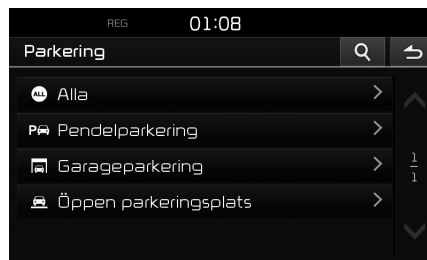 REG 01:08
Parkering
ALL Alla
P Pendelparkering
Garageparkering
1
1
Öppen parkeringsplats